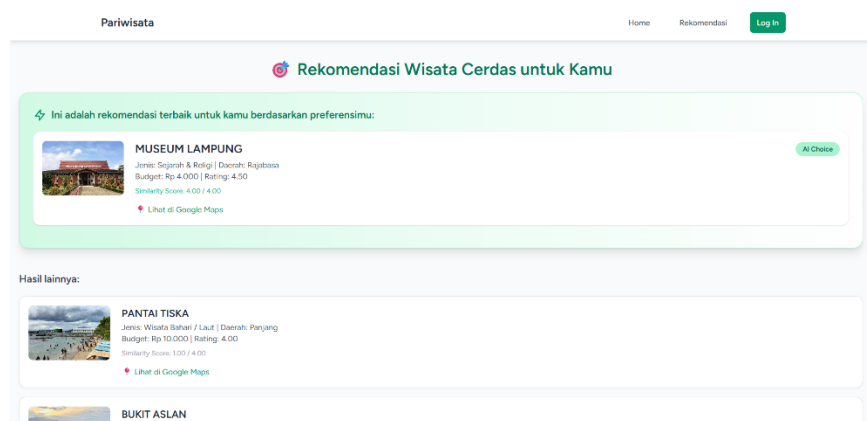 Pariwisata
Home
Rekomendasi
Log In
Rekomendasi Wisata Cerdas untuk Kamu
Ini adalah rekomendasi terbaik untuk kamu berdasarkan preferensimu:
MUSEUM LAMPUNG
AI Choice
Jenis: Sejarah & Religi | Daerah: Rajabasa
Budget: Rp 4.000 | Rating: 4.50
Similarity Score: 4.00 / 4.00
Lihat di Google Maps
Hasil lainnya:
PANTAI TISKA
Jenis: Wisata Bahari / Laut | Daerah: Panjang
Budget: Rp 10.000 | Rating: 4.00
Similarity Score: 1.00 / 4.00
Lihat di Google Maps
BUKIT ASLAN